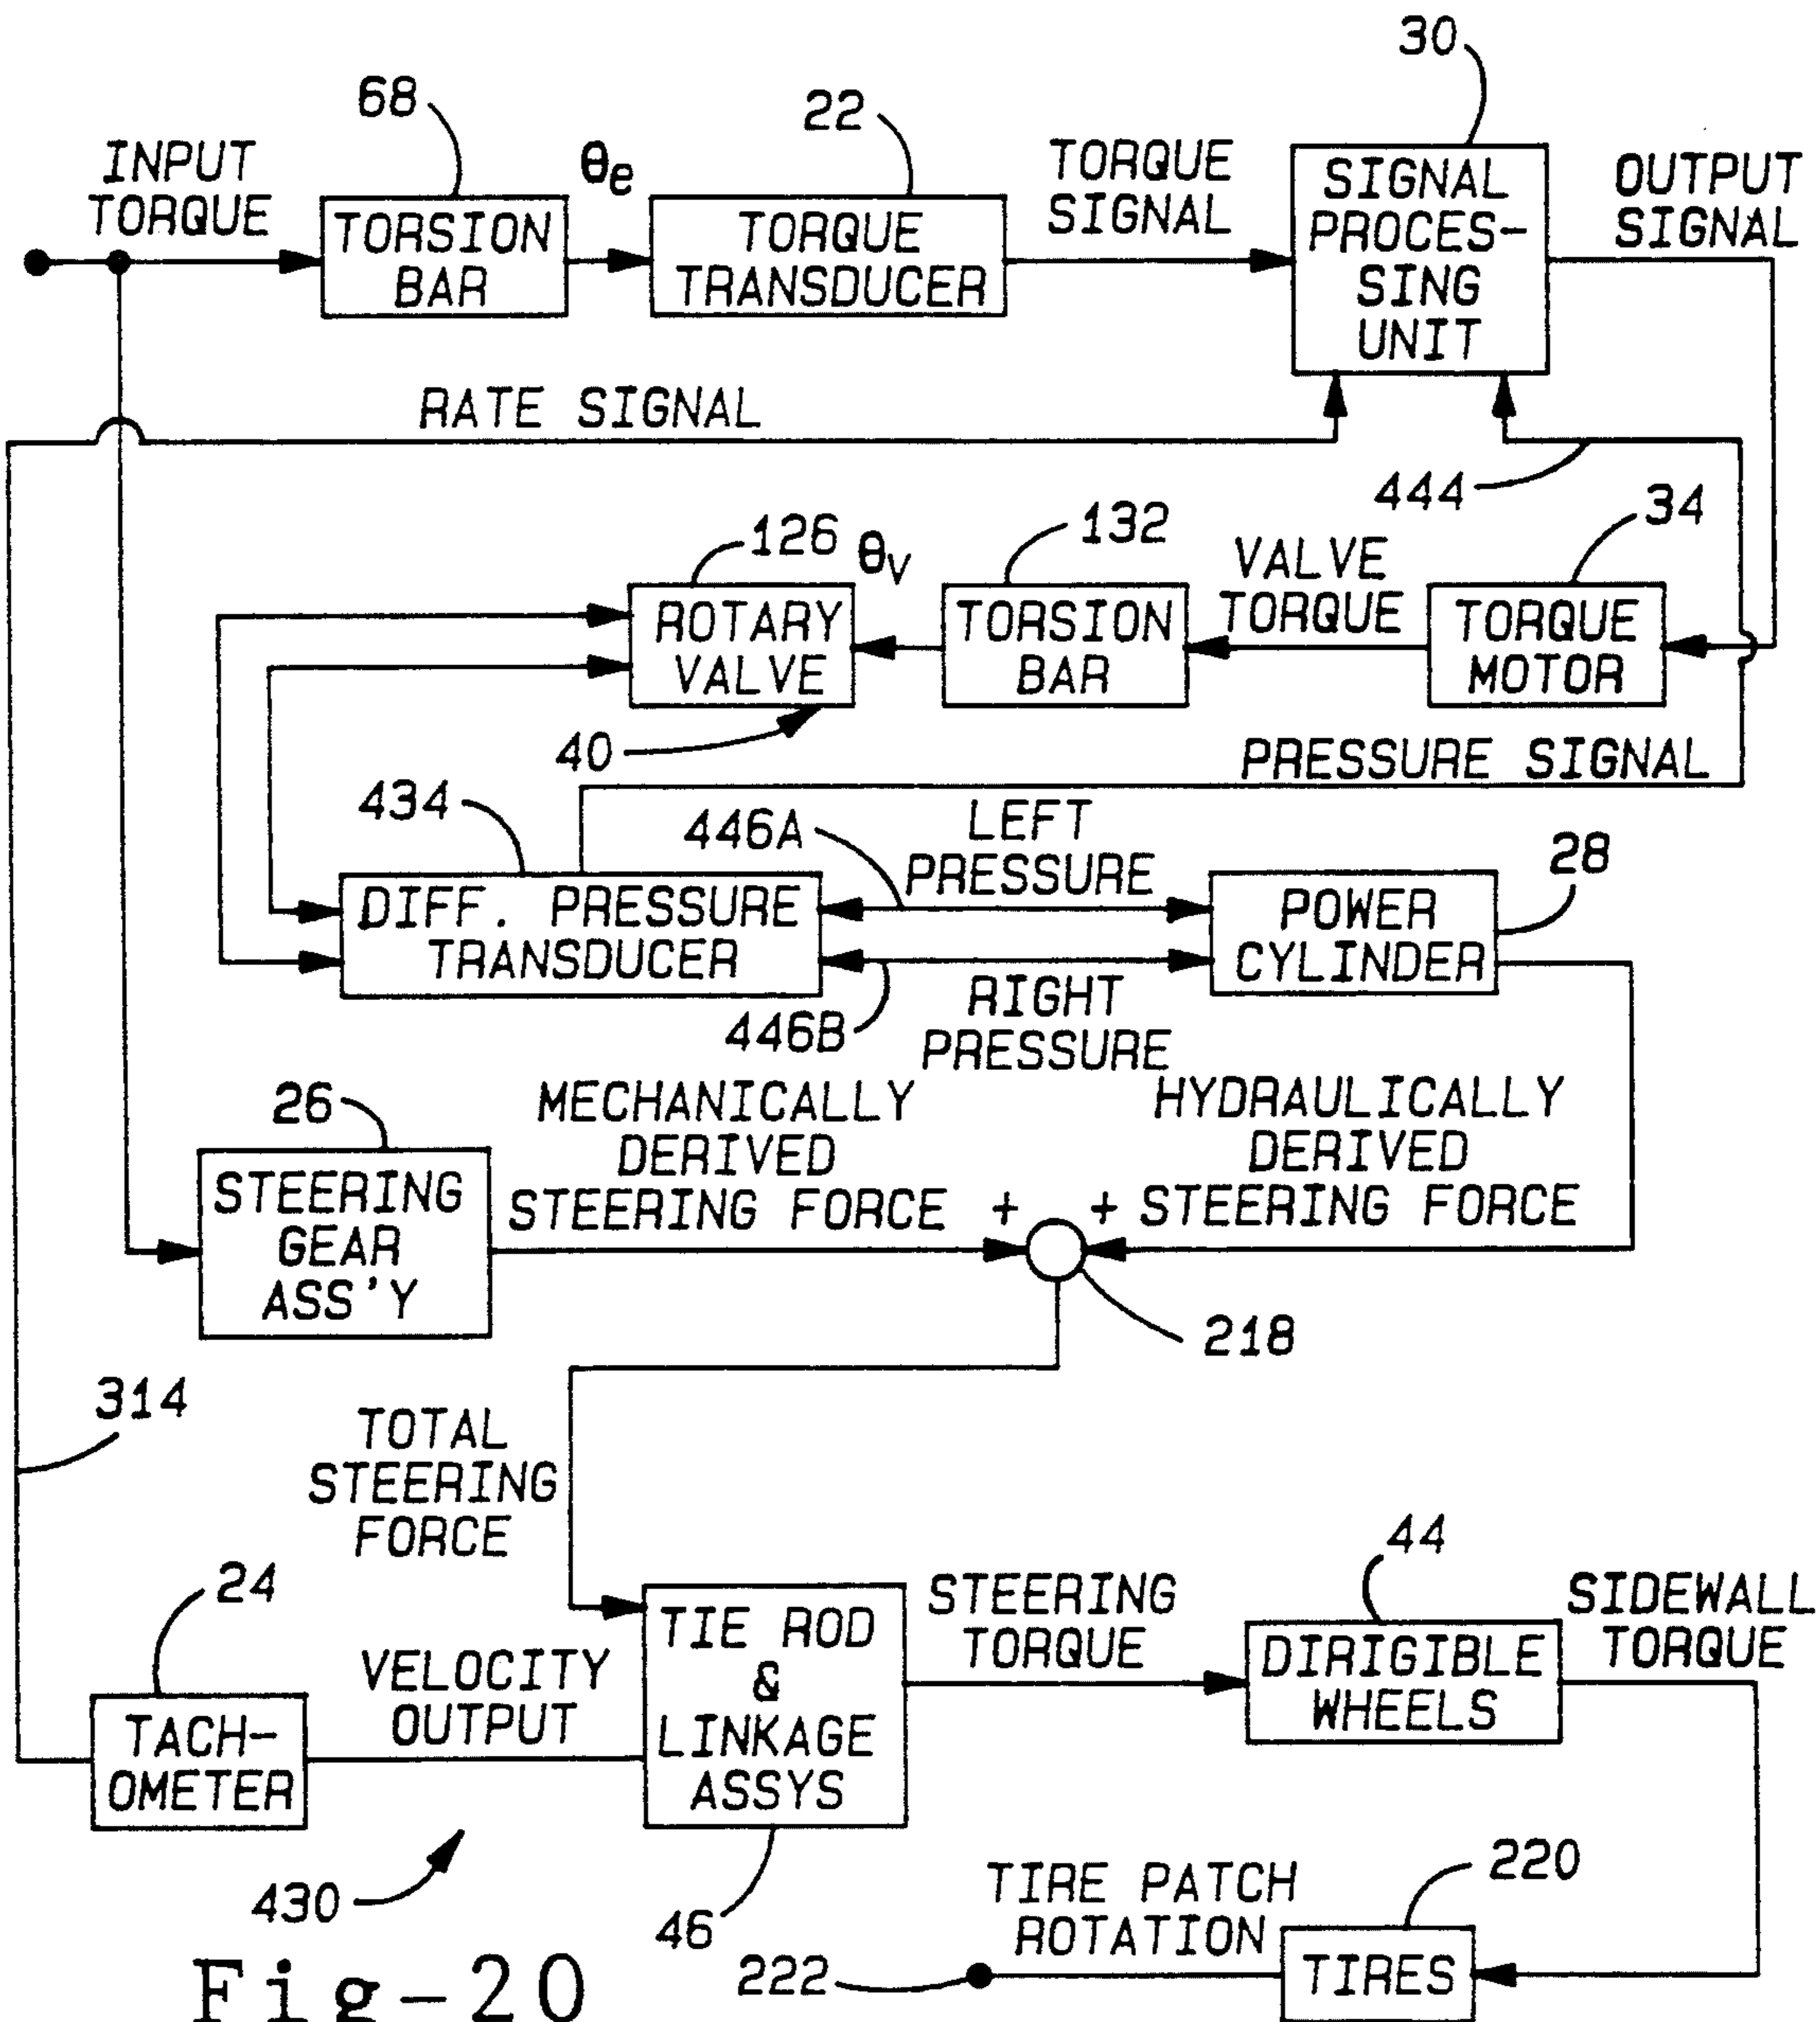 30
68
22
INPUT
TORQUE
θe
TORQUE
SIGNAL
OUTPUT
SIGNAL
TORSION
BAR
TORQUE
TRANSDUCER
SIGNAL
PROCES-
SING
UNIT
RATE SIGNAL
444
34
126
θv
132
VALVE
TORQUE
ROTARY
VALVE
TORSION
BAR
TORQUE
MOTOR
40
PRESSURE SIGNAL
434
446A
LEFT
PRESSURE
28
DIFF. PRESSURE
TRANSDUCER
POWER
CYLINDER
446B
RIGHT
PRESSURE
26
MECHANICALLY
DERIVED
STEERING FORCE +
HYDRAULICALLY
DERIVED
+ STEERING FORCE
STEERING
GEAR
ASS'Y
218
314
TOTAL
STEERING
FORCE
24
44
STEERING
TORQUE
SIDEWALL
TORQUE
TIE ROD
&
LINKAGE
ASSYS
DIRIGIBLE
WHEELS
VELOCITY
OUTPUT
TACH-
OMETER
430
46
220
TIRE PATCH
ROTATION
222
TIRES
Fig-20